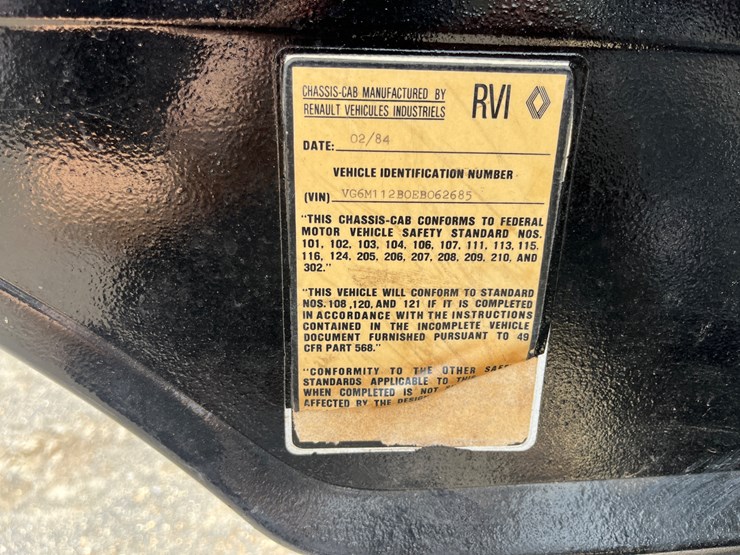 CHASSIS-CAB MANUFACTURED BY
RENAULT VEHICULES INDUSTRIELS
RVI
DATE: 02/84
VEHICLE IDENTIFICATION NUMBER
(VIN) VG6M112B0EB062685
"THIS CHASSIS-CAB CONFORMS TO FEDERAL
MOTOR VEHICLE SAFETY STANDARD NOS.
101, 102, 103, 104, 106, 107, 111, 113, 115,
116, 124, 205, 206, 207, 208, 209, 210, AND
302."
"THIS VEHICLE WILL CONFORM TO STANDARD
NOS. 108 ,120, AND 121 IF IT IS COMPLETED
IN ACCORDANCE WITH THE INSTRUCTIONS
CONTAINED IN THE INCOMPLETE VEHICLE
DOCUMENT FURNISHED PURSUANT TO 49
CFR PART 568."
"CONFORMITY TO THE OTHER
STANDARDS APPLICABLE TO
WHEN COMPLETED IS NOT
AFFECTED BY THE